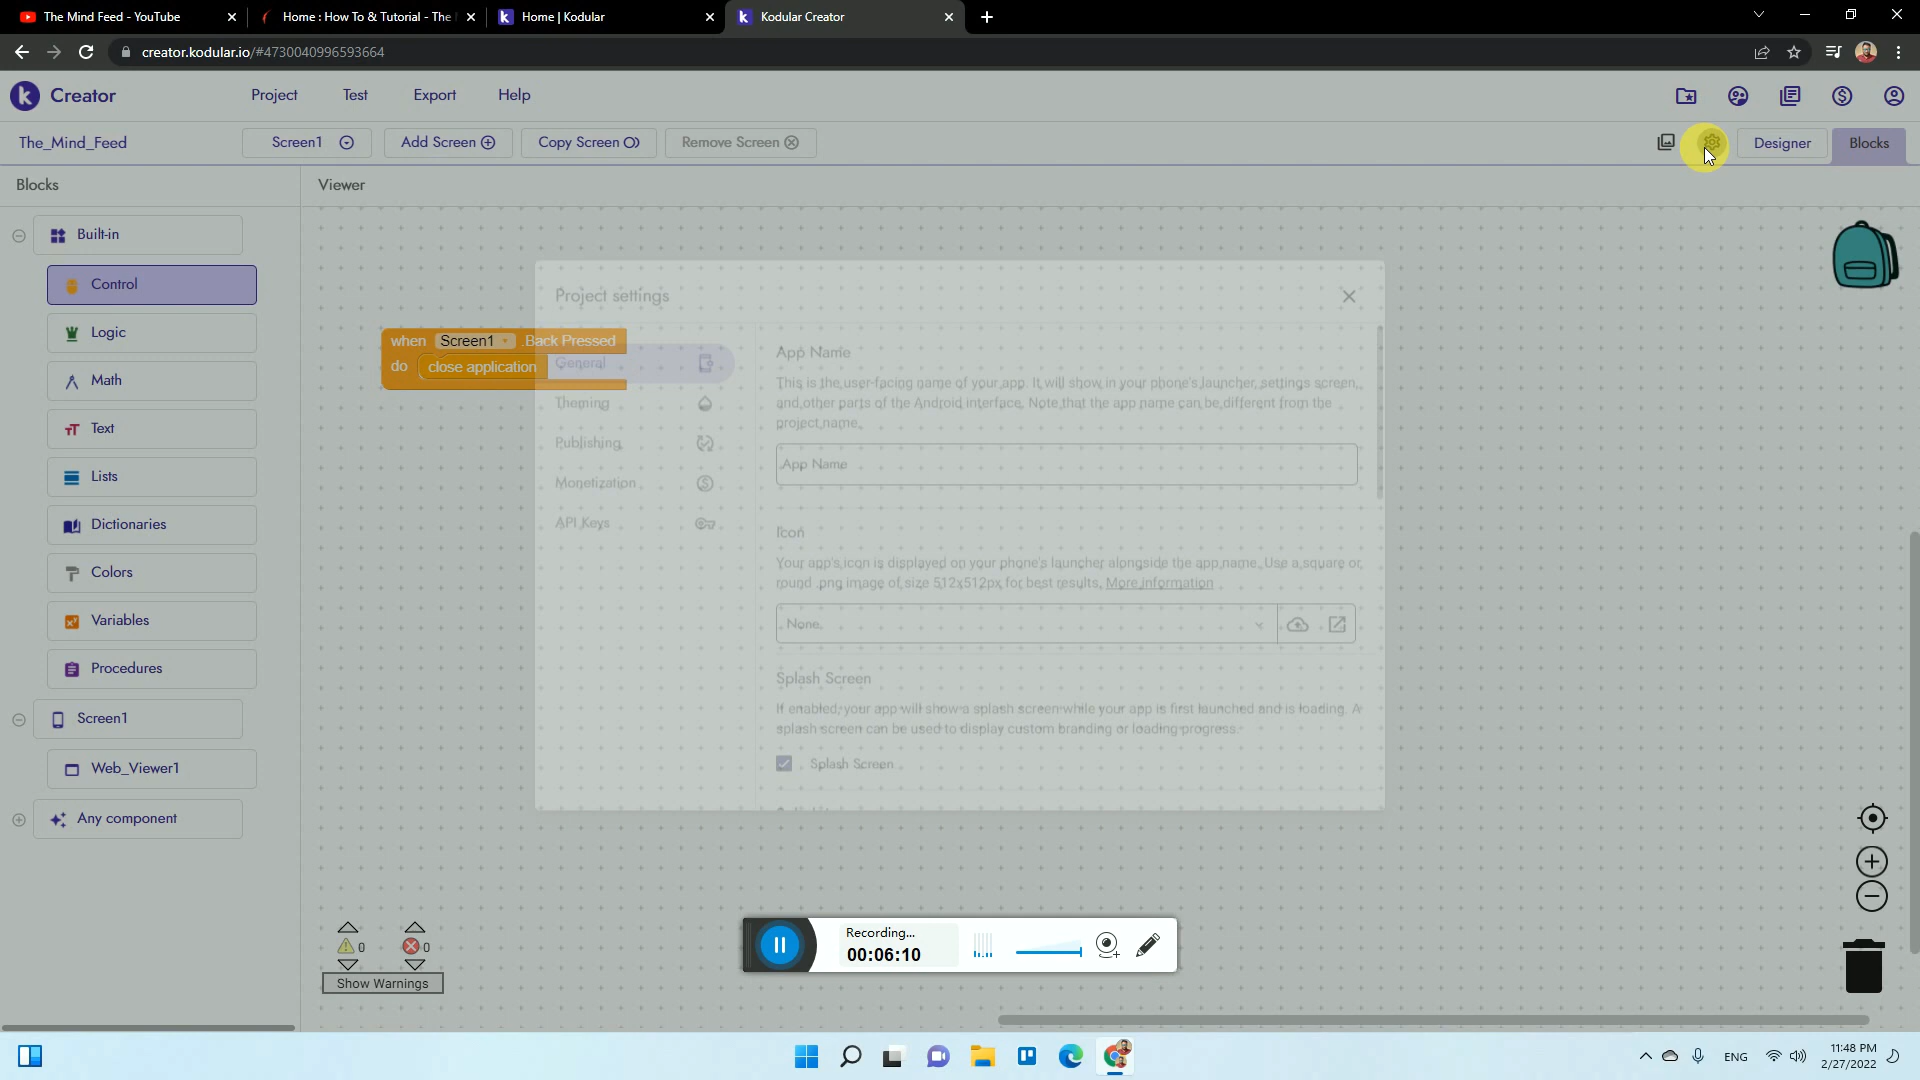 The Mind Feed - YouTube
Home : How To & Tutorial - The
Home | Kodular
Kodular Creator
creator.kodular.io/#4730040996593664
Creator
Project
Test
Export
Help
The_Mind_Feed
Screen1
Add Screen
Copy Screen
Remove Screen
Designer
Blocks
Blocks
Viewer
Built-in
Control
Logic
Math
Text
Lists
Dictionaries
Colors
Variables
Procedures
Screen1
Web_Viewer1
Any component
when Screen1 .Back Pressed
do close application
Project settings
General
Theming
Publishing
Monetization
API Keys
App Name
This is the user-facing name of your app. It will show in your phone's launcher, settings screen,
and other parts of the Android interface. Note that the app name can be different from the
project name.
App Name
Icon
Your app's icon is displayed on your phone's launcher alongside the app name. Use a square or
round .png image of size 512x512px for best results. More information
None
Splash Screen
If enabled, your app will show a splash screen while your app is first launched and is loading. A
splash screen can be used to display custom branding or loading progress.
Splash Screen
0
0
Show Warnings
Recording...
00:06:10
ENG
11:48 PM
2/27/2022